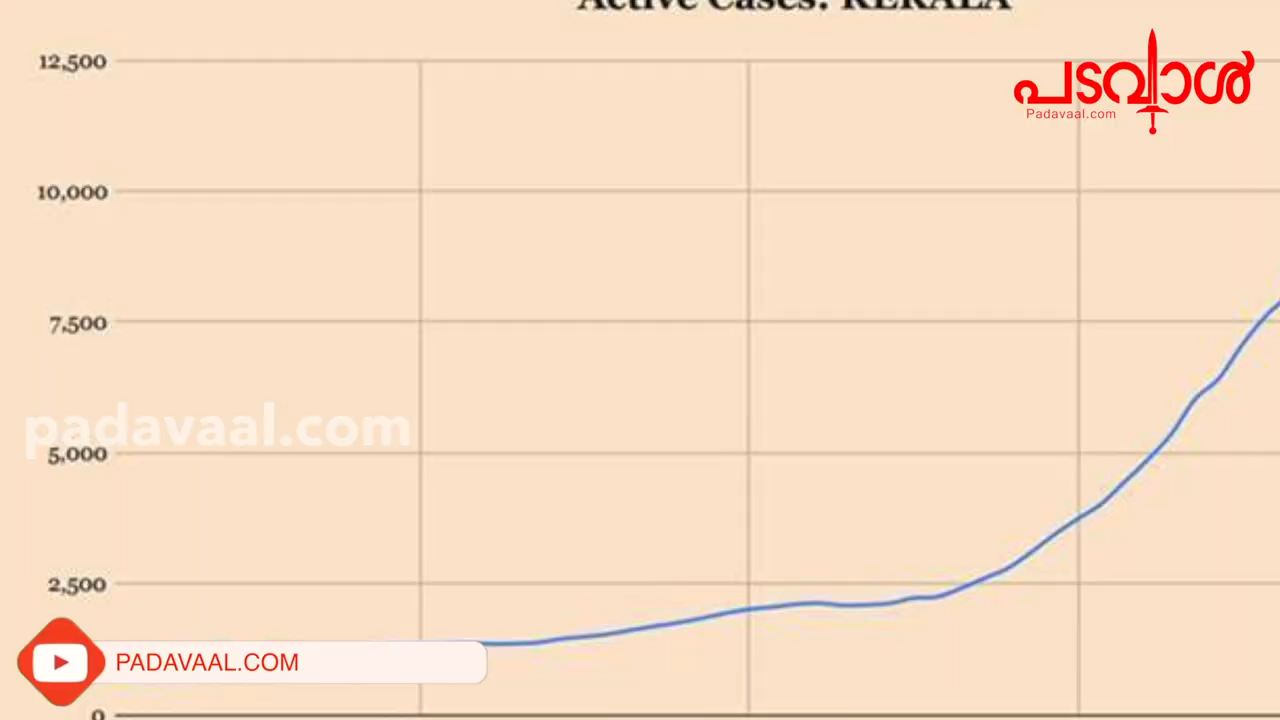 Active Cases: KERALA
12,500
പടവാൾ
Padavaal.com
10,000
7,500
padavaal.com
5,000
2,500
PADAVAAL.COM
0